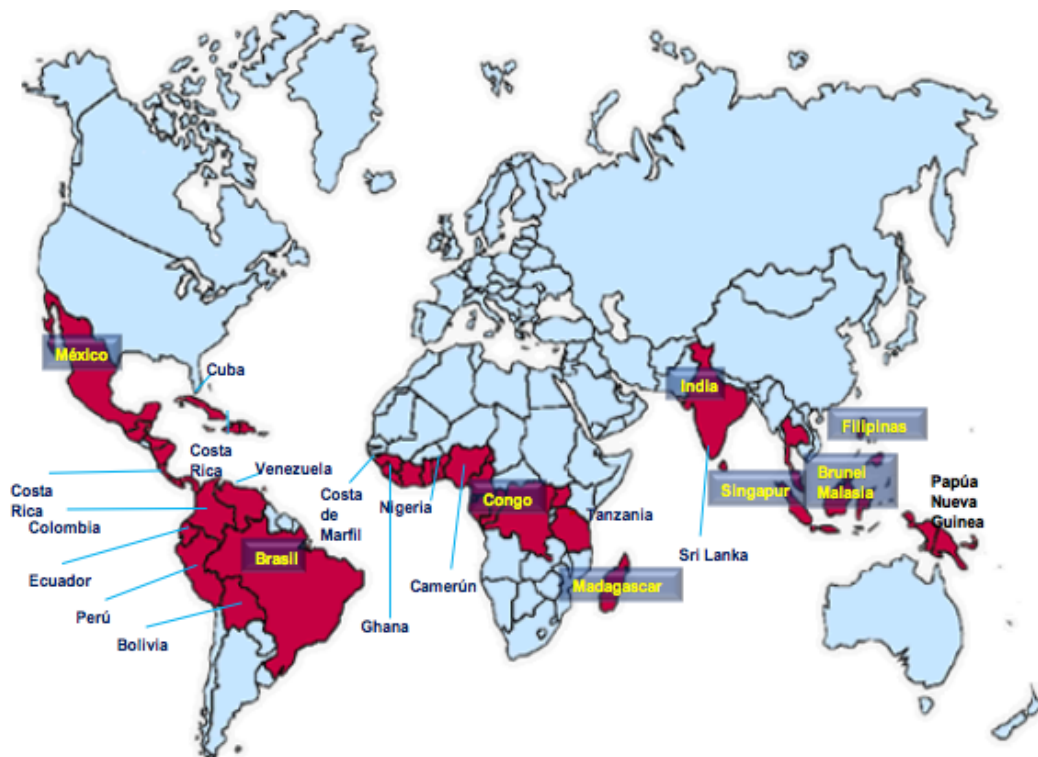 México
Cuba
India
Filipinas
Costa
Rica
Venezuela
Brunei
Malasia
Singapur
Papúa
Nueva
Guinea
Costa
Rica
Colombia
Costa
de
Marfil
Nigeria
Congo
Tanzania
Brasil
Sri Lanka
Ecuador
Camerún
Madagascar
Perú
Ghana
Bolivia